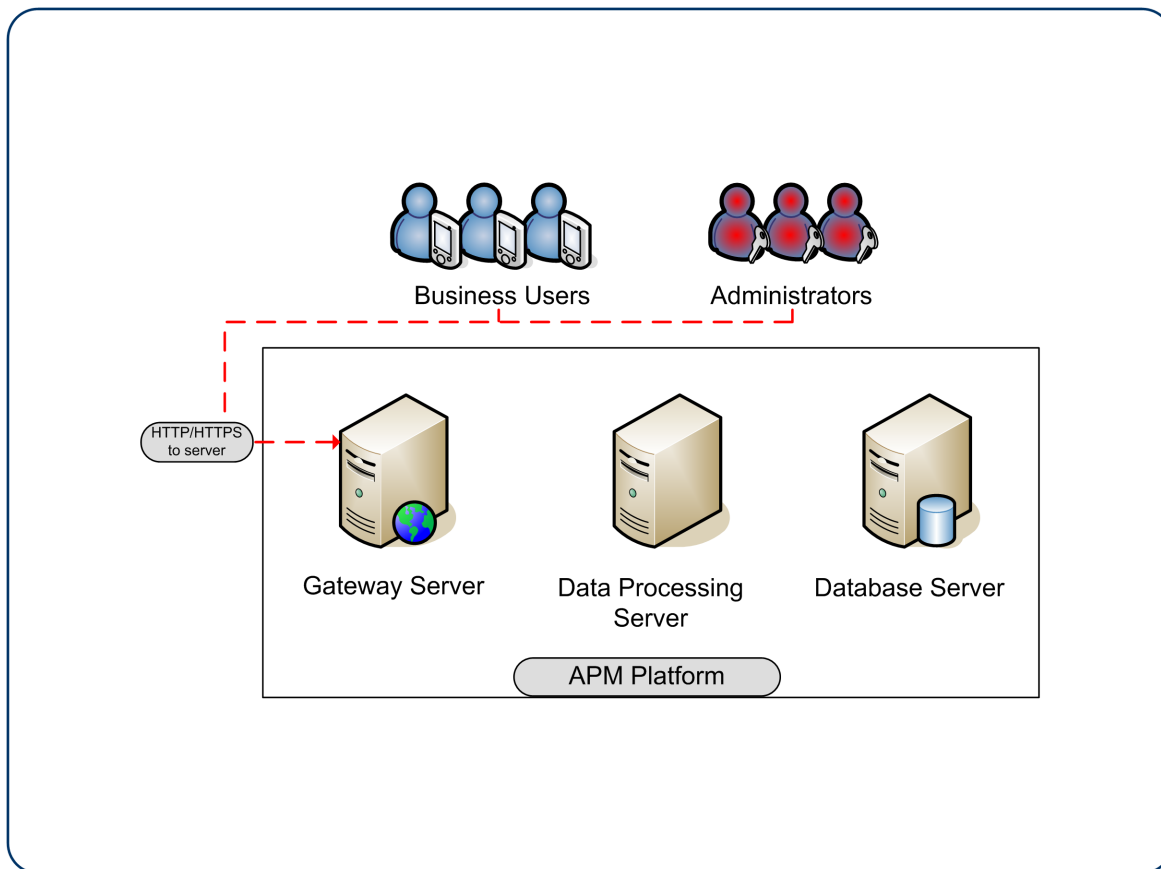 Business Users
Administrators
HTTP/HTTPS
to server
Gateway Server
Data Processing
Server
Database Server
APM Platform